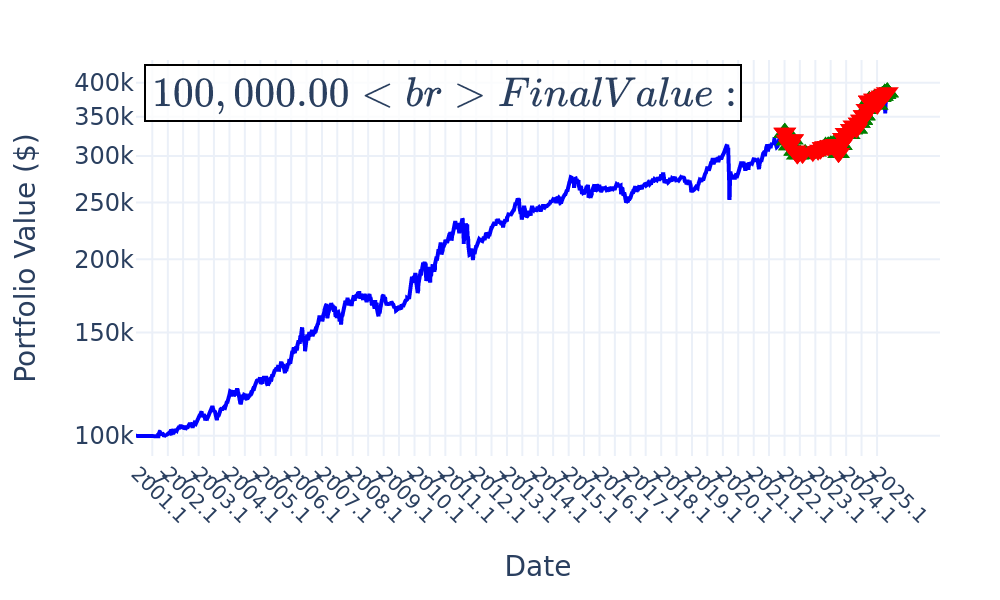 100,000.00 < br > FinalValue :
400k
350k
300k
250k
200k
150k
100k
Portfolio Value ($)
2001.1
2002.1
2003.1
2004.1
2005.1
2006.1
2007.1
2008.1
2009.1
2010.1
2011.1
2012.1
2013.1
2014.1
2015.1
2016.1
2017.1
2018.1
2019.1
2020.1
2021.1
2022.1
2023.1
2024.1
2025.1
Date